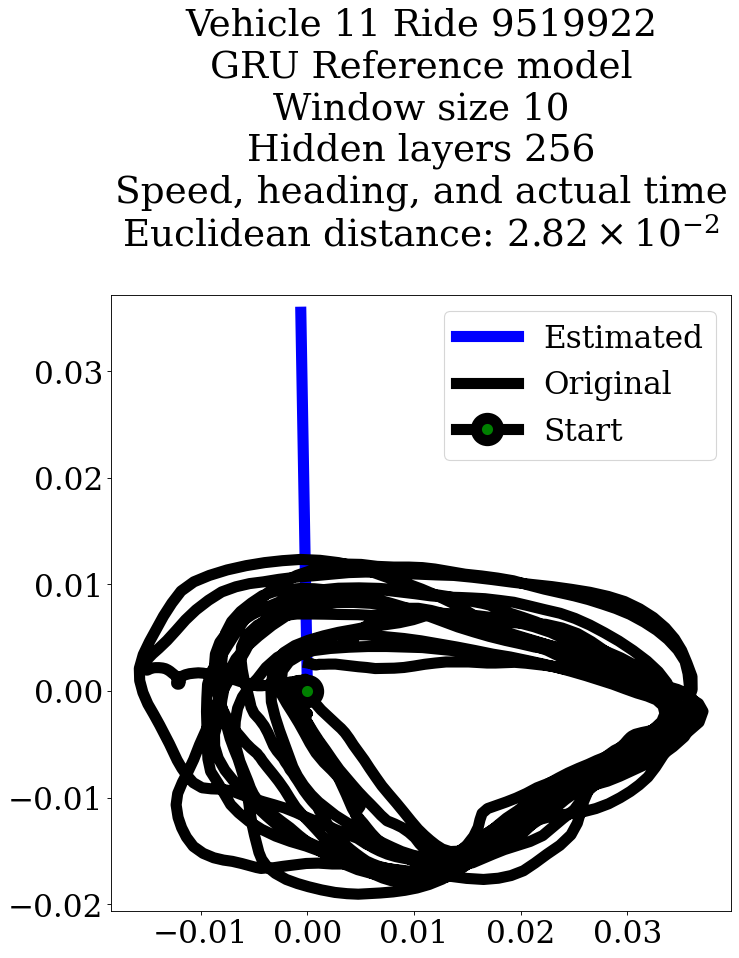 Vehicle 11 Ride 9519922
GRU Reference model
Window size 10
Hidden layers 256
Speed, heading, and actual time
Euclidean distance: 2.82 × 10⁻²
Estimated
Original
Start
0.03
0.02
0.01
0.00
−0.01
−0.02
−0.01 0.00 0.01 0.02 0.03